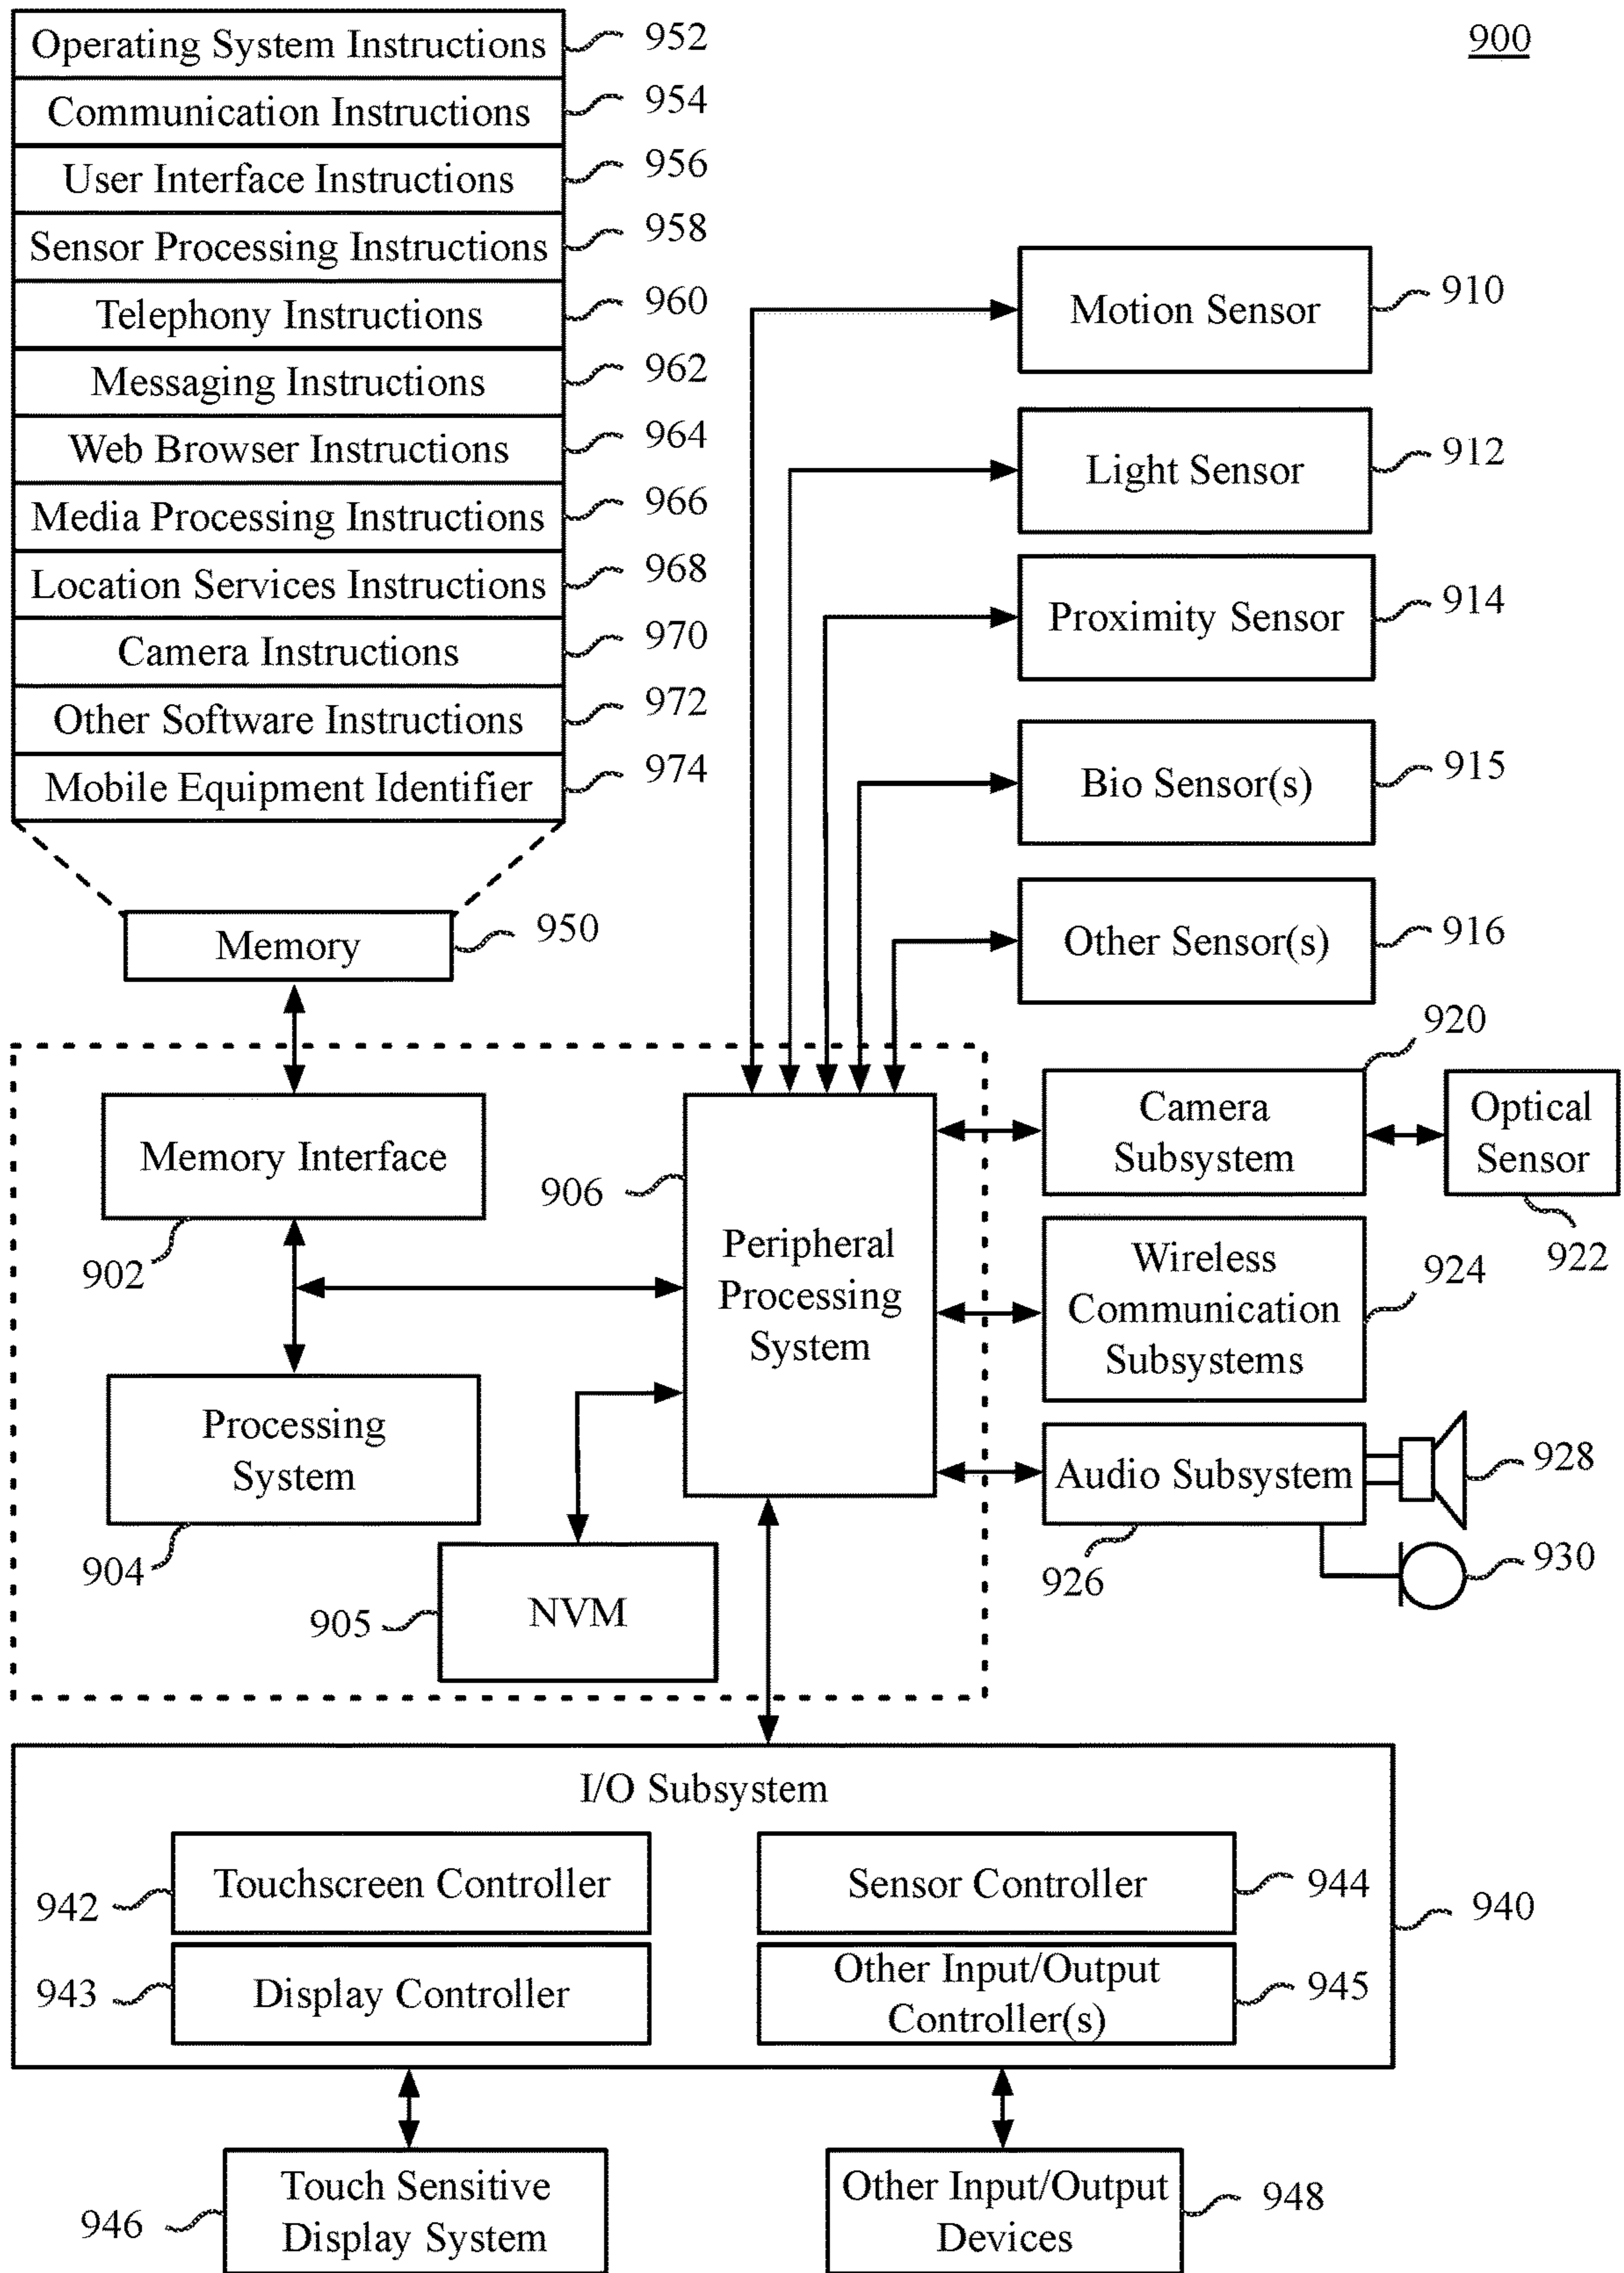 900
Operating System Instructions 952
Communication Instructions 954
User Interface Instructions 956
Sensor Processing Instructions 958
Telephony Instructions 960
Messaging Instructions 962
Web Browser Instructions 964
Media Processing Instructions 966
Location Services Instructions 968
Camera Instructions 970
Other Software Instructions 972
Mobile Equipment Identifier 974
Memory 950
Motion Sensor 910
Light Sensor 912
Proximity Sensor 914
Bio Sensor(s) 915
Other Sensor(s) 916
Memory Interface
902
Processing
System
904
NVM
905
906
Peripheral
Processing
System
920
Camera
Subsystem
Optical
Sensor
922
Wireless
Communication
Subsystems
924
Audio Subsystem
926
928
930
I/O Subsystem
940
Touchscreen Controller
942
Display Controller
943
Sensor Controller
944
Other Input/Output
Controller(s)
945
Touch Sensitive
Display System
946
Other Input/Output
Devices
948